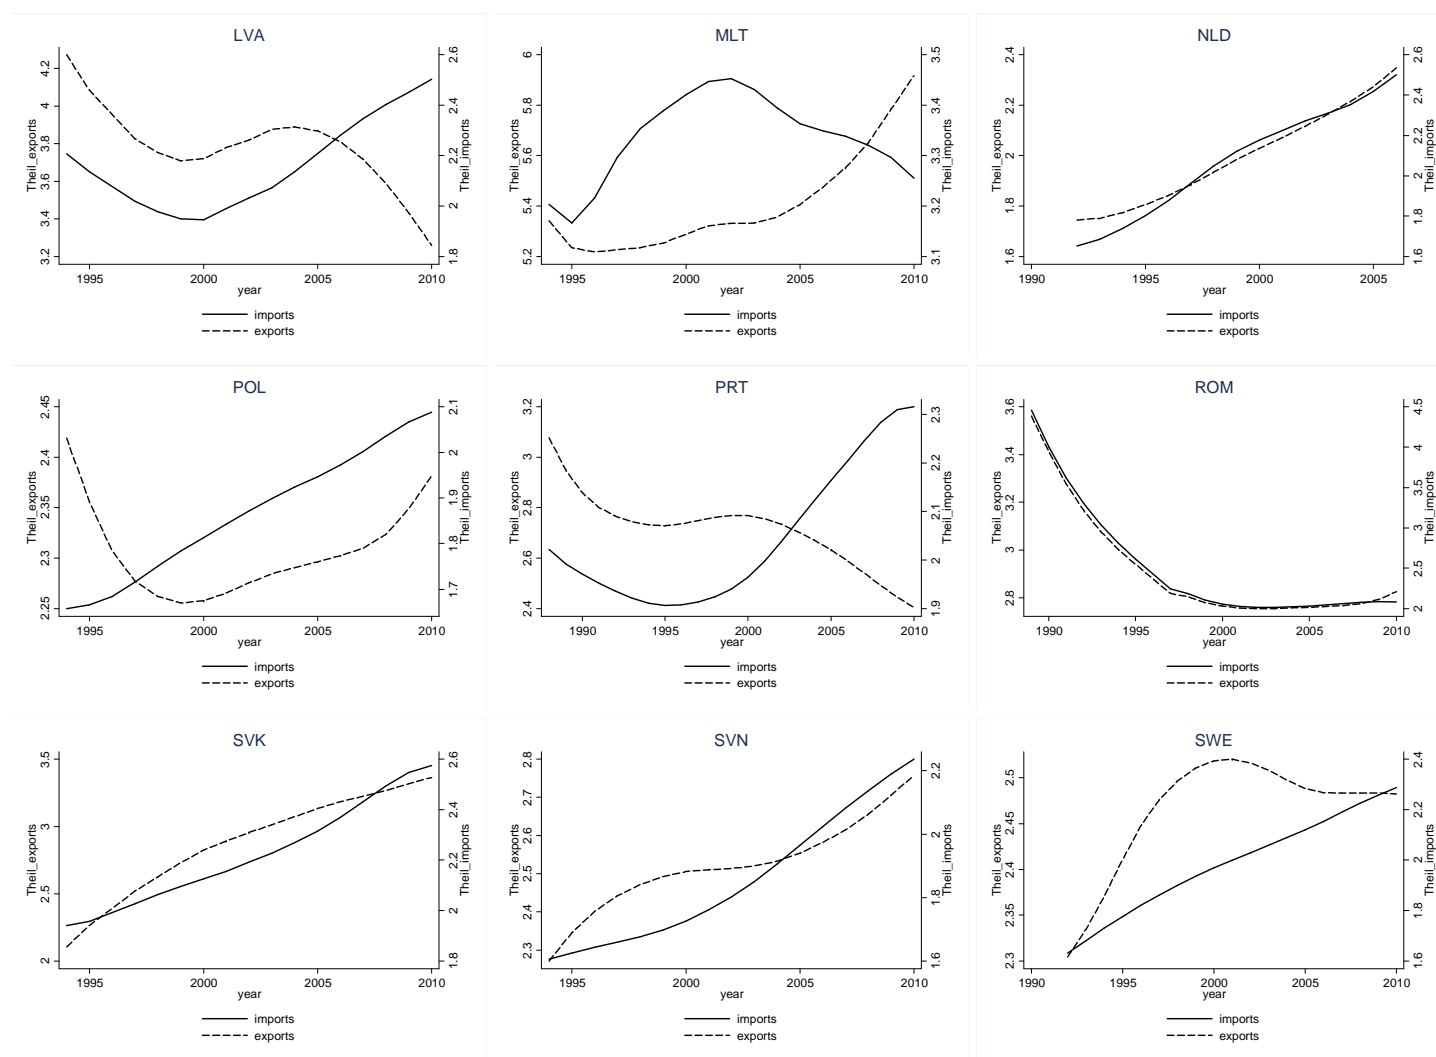 LVA
4.2
4
3.8
3.6
3.4
3.2
Theil_exports
2.6
2.4
2.2
2
1.8
Theil_imports
1995
2000
2005
2010
year
imports
exports
MLT
6
5.8
5.6
5.4
5.2
Theil_exports
3.5
3.4
3.3
3.2
3.1
Theil_imports
1995
2000
2005
2010
year
imports
exports
NLD
2.4
2.2
2
1.8
1.6
Theil_exports
2.6
2.4
2.2
2
1.8
1.6
Theil_imports
1990
1995
2000
2005
year
imports
exports
POL
2.45
2.4
2.35
2.3
2.25
Theil_exports
2.1
2
1.9
1.8
1.7
Theil_imports
1995
2000
2005
2010
year
imports
exports
PRT
3.2
3
2.8
2.6
2.4
Theil_exports
2.3
2.2
2.1
2
1.9
Theil_imports
1990
1995
2000
2005
2010
year
imports
exports
ROM
3.6
3.4
3.2
3
2.8
Theil_exports
4.5
4
3.5
3
2.5
2
Theil_imports
1990
1995
2000
2005
2010
year
imports
exports
SVK
3.5
3
2.5
2
Theil_exports
2.6
2.4
2.2
2
1.8
Theil_imports
1995
2000
2005
2010
year
imports
exports
SVN
2.8
2.7
2.6
2.5
2.4
2.3
Theil_exports
2.2
2
1.8
1.6
Theil_imports
1995
2000
2005
2010
year
imports
exports
SWE
2.5
2.45
2.4
2.35
2.3
Theil_exports
2.4
2.2
2
1.8
1.6
Theil_imports
1990
1995
2000
2005
2010
year
imports
exports